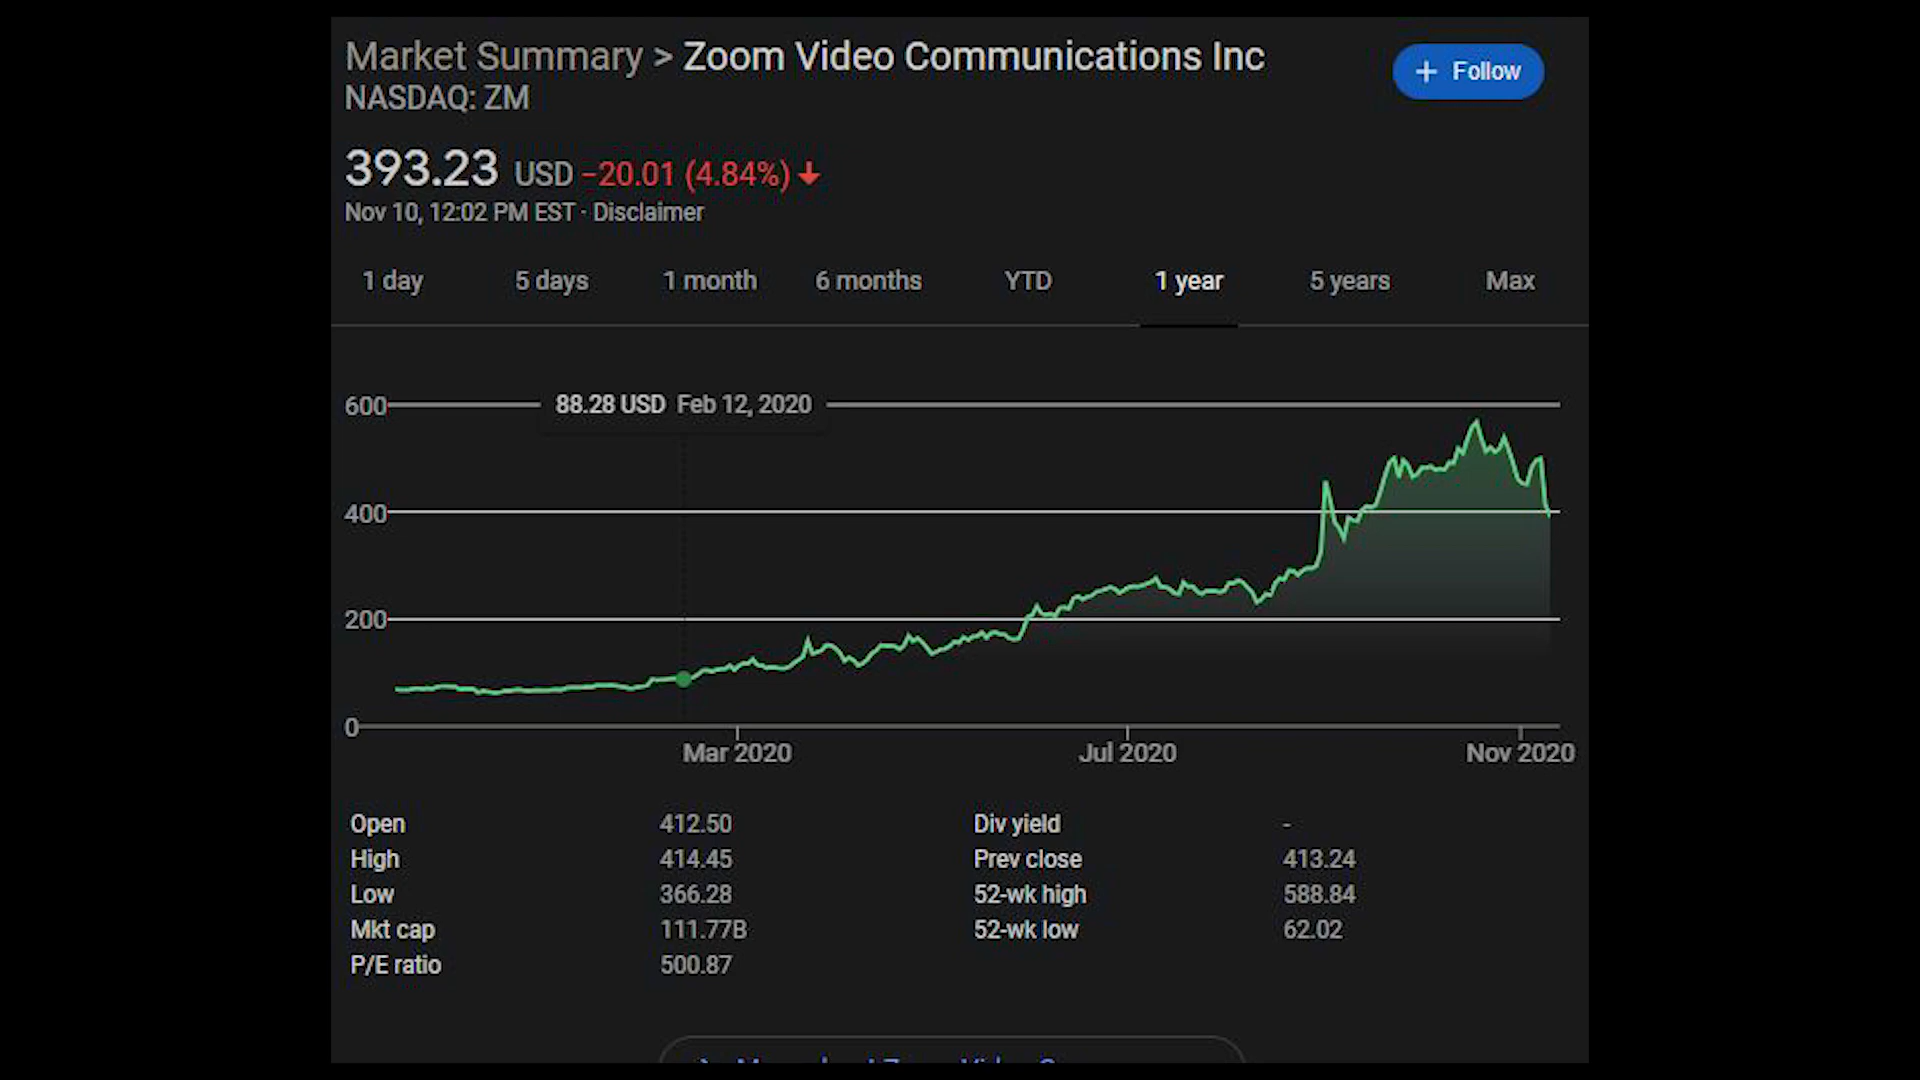 Market Summary > Zoom Video Communications Inc
+ Follow
NASDAQ: ZM
393.23 USD −20.01 (4.84%)↓
Nov 10, 12:02 PM EST · Disclaimer
1 day 5 days 1 month 6 months YTD 1 year 5 years Max
600 88.28 USD Feb 12, 2020
400
200
0
Mar 2020 Jul 2020 Nov 2020
Open 412.50 Div yield -
High 414.45 Prev close 413.24
Low 366.28 52-wk high 588.84
Mkt cap 111.77B 52-wk low 62.02
P/E ratio 500.87